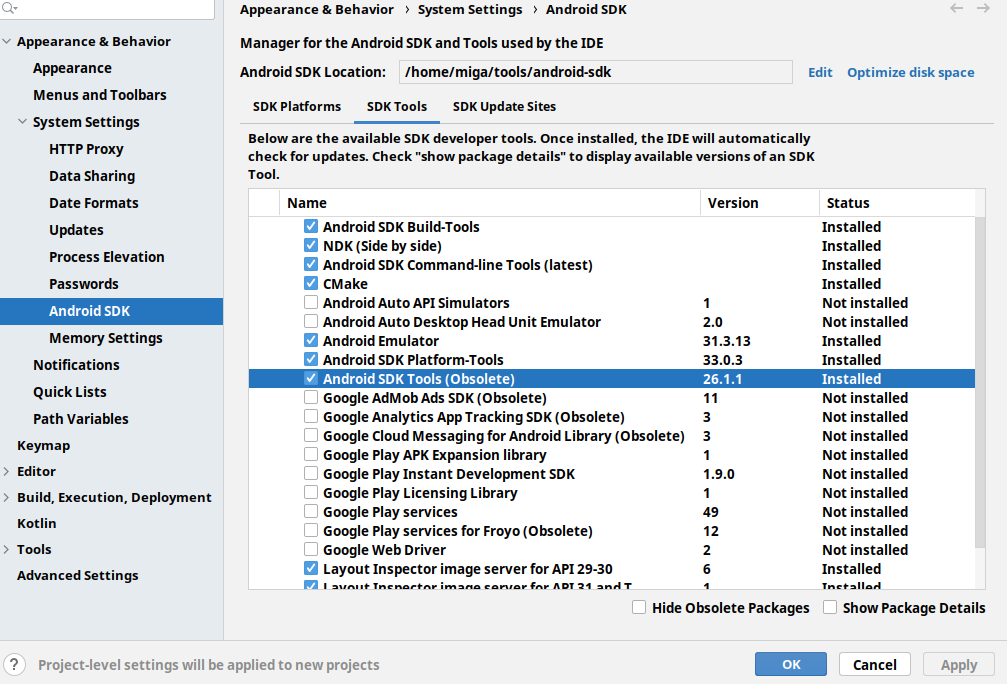 Appearance & Behavior › System Settings › Android SDK
Appearance & Behavior
Appearance
Menus and Toolbars
System Settings
HTTP Proxy
Data Sharing
Date Formats
Updates
Process Elevation
Passwords
Android SDK
Memory Settings
Notifications
Quick Lists
Path Variables
Keymap
Editor
Build, Execution, Deployment
Kotlin
Tools
Advanced Settings
Manager for the Android SDK and Tools used by the IDE
Android SDK Location: /home/miga/tools/android-sdk Edit Optimize disk space
SDK Platforms SDK Tools SDK Update Sites
Below are the available SDK developer tools. Once installed, the IDE will automatically
check for updates. Check "show package details" to display available versions of an SDK
Tool.
Name Version Status
Android SDK Build-Tools Installed
NDK (Side by side) Installed
Android SDK Command-line Tools (latest) Installed
CMake Installed
Android Auto API Simulators 1 Not installed
Android Auto Desktop Head Unit Emulator 2.0 Not installed
Android Emulator 31.3.13 Installed
Android SDK Platform-Tools 33.0.3 Installed
Android SDK Tools (Obsolete) 26.1.1 Installed
Google AdMob Ads SDK (Obsolete) 11 Not installed
Google Analytics App Tracking SDK (Obsolete) 3 Not installed
Google Cloud Messaging for Android Library (Obsolete) 3 Not installed
Google Play APK Expansion library 1 Not installed
Google Play Instant Development SDK 1.9.0 Not installed
Google Play Licensing Library 1 Not installed
Google Play services 49 Not installed
Google Play services for Froyo (Obsolete) 12 Not installed
Google Web Driver 2 Not installed
Layout Inspector image server for API 29-30 6 Installed
Layout Inspector image server for API 31 and T 1 Installed
Hide Obsolete Packages Show Package Details
? Project-level settings will be applied to new projects
OK Cancel Apply